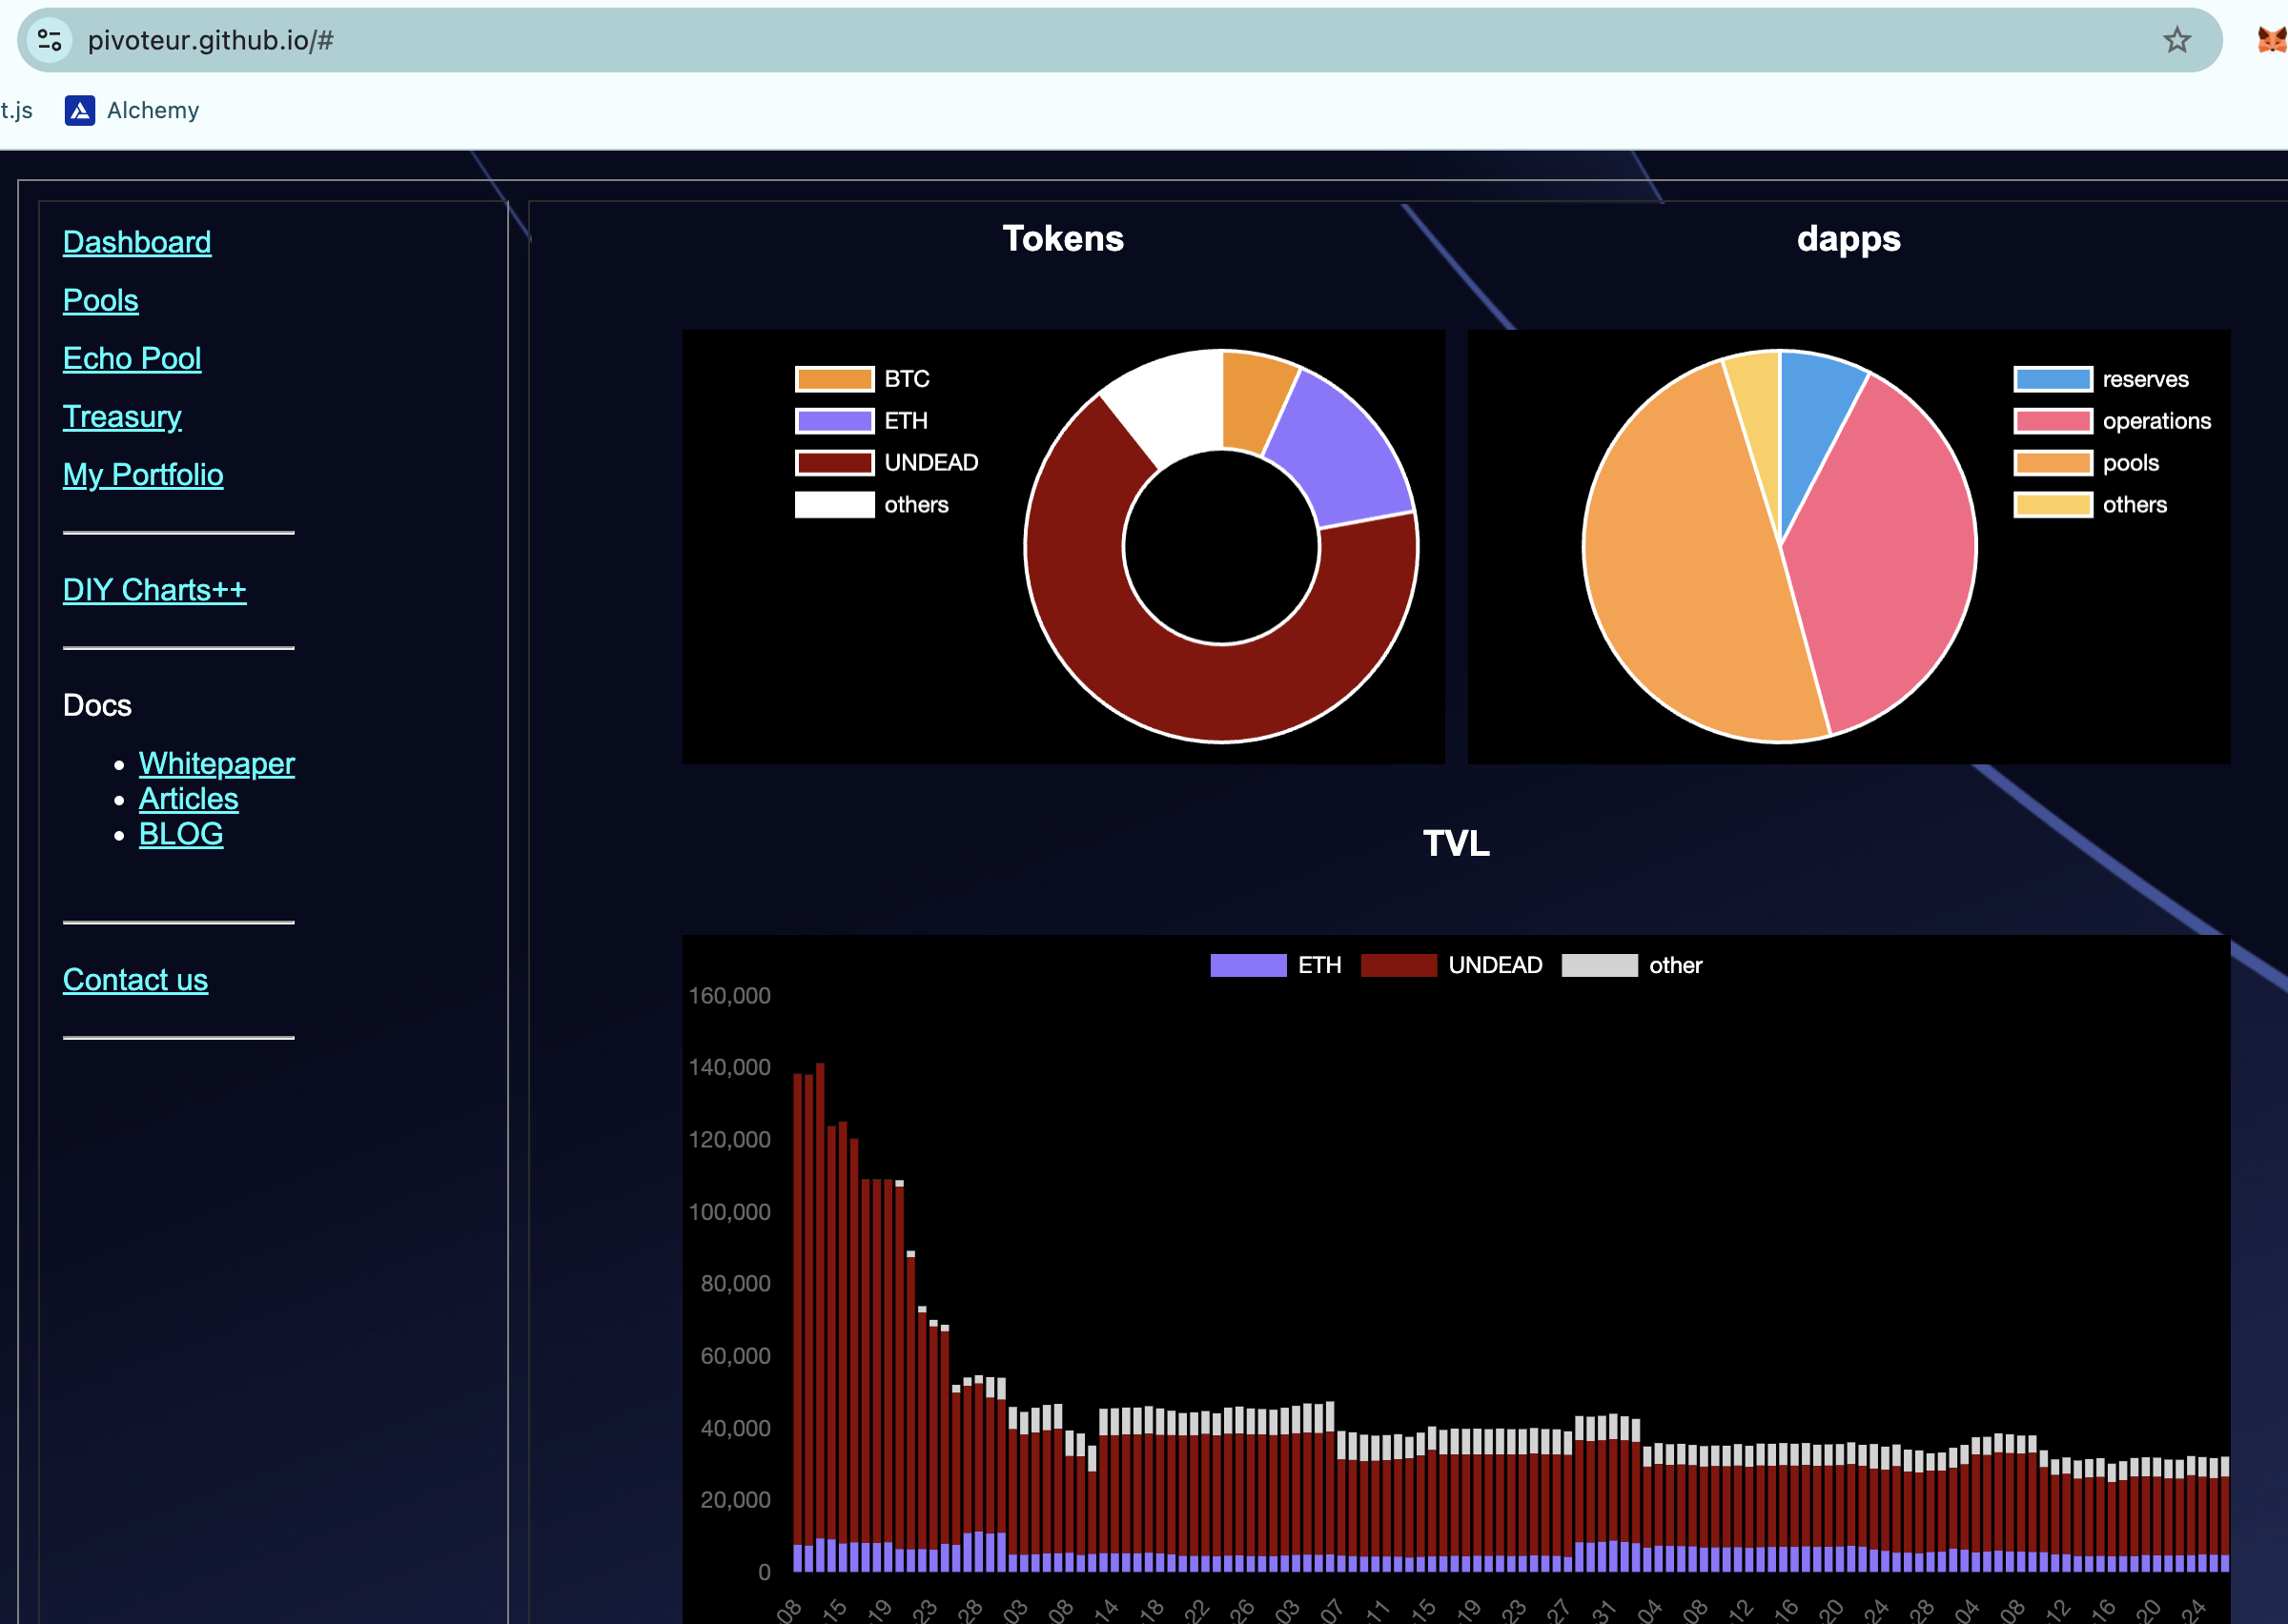 pivoteur.github.io/#
t.js Alchemy
Dashboard
Pools
Echo Pool
Treasury
My Portfolio
DIY Charts++
Docs
Whitepaper
Articles
BLOG
Contact us
Tokens
BTC
ETH
UNDEAD
others
dapps
reserves
operations
pools
others
TVL
ETH UNDEAD other
160,000
140,000
120,000
100,000
80,000
60,000
40,000
20,000
0
08 15 19 23 28 03 08 14 18 22 26 03 07 11 15 19 23 27 31 04 08 12 16 20 24 28 04 08 12 16 20 24